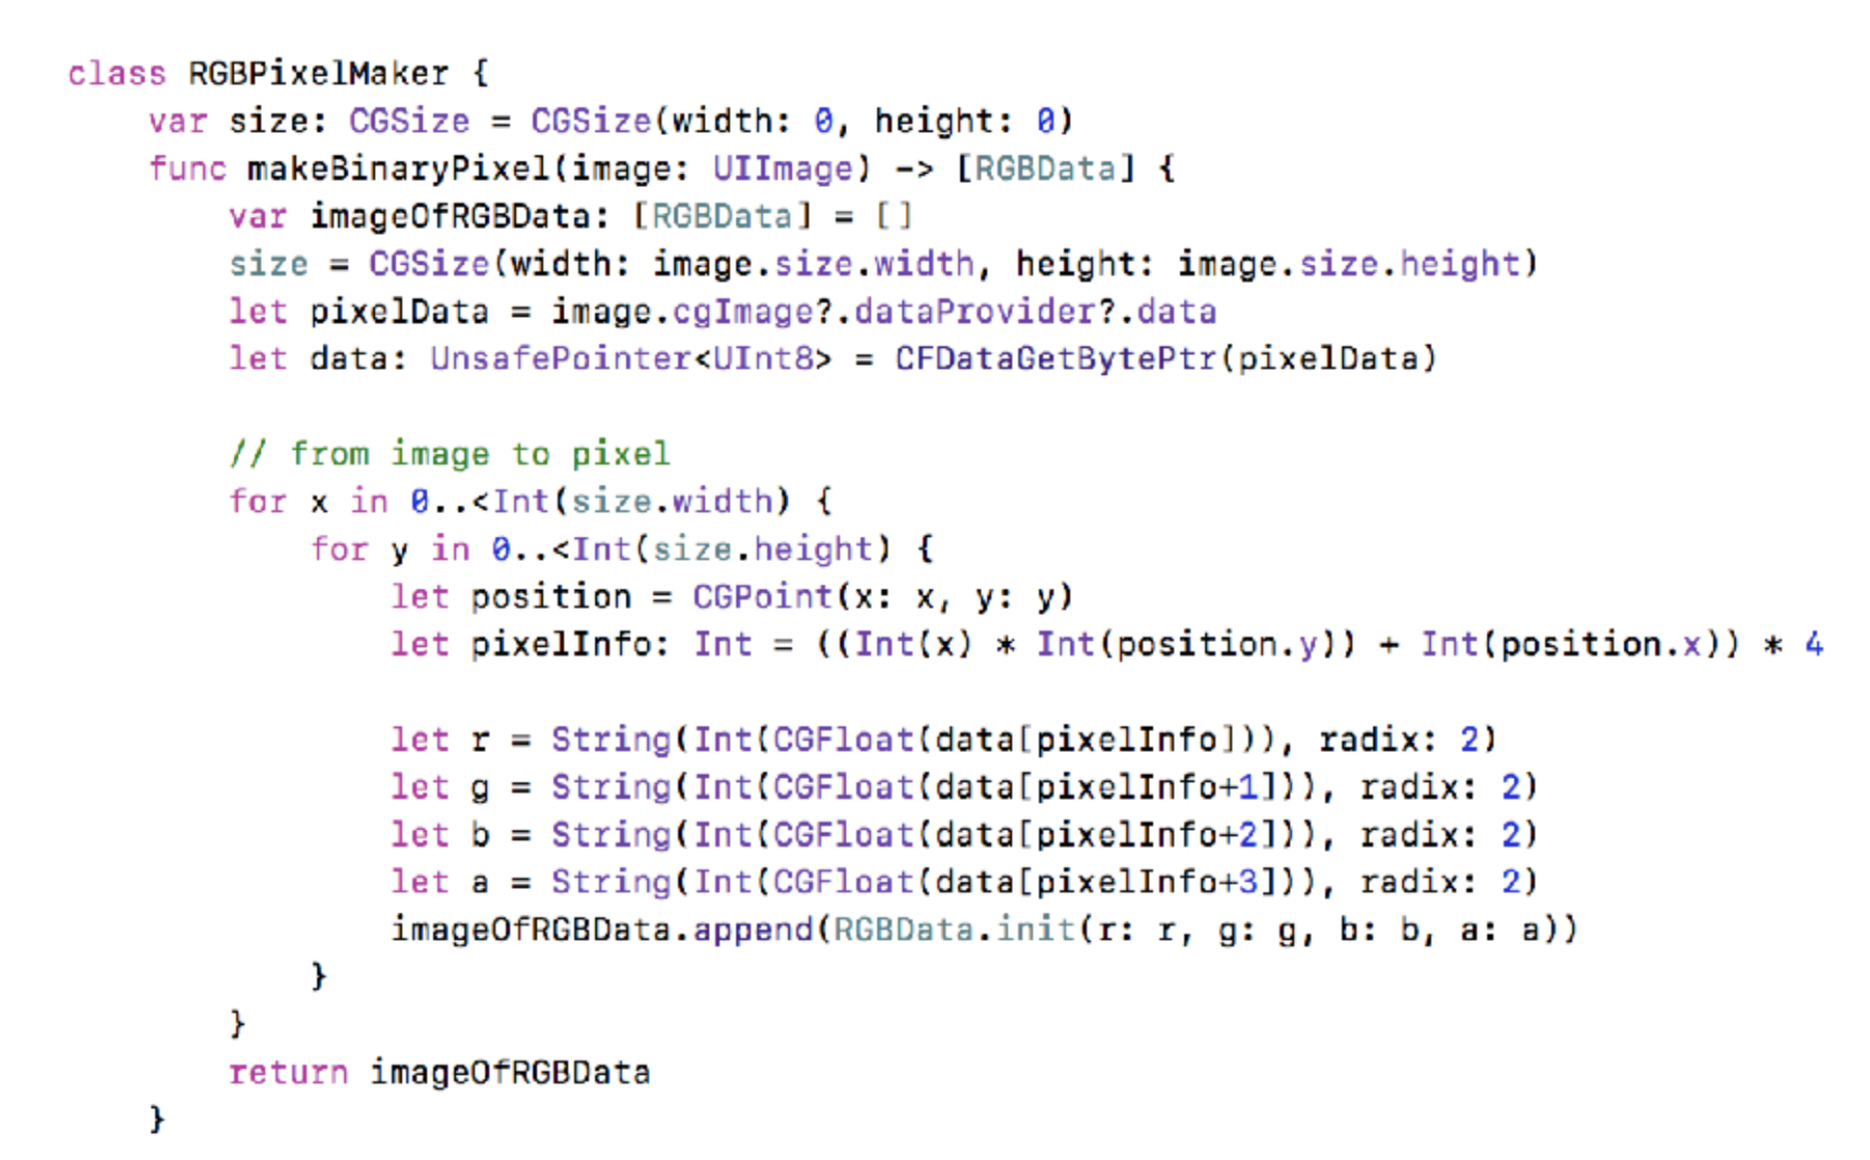 class RGBPixelMaker {
var size: CGSize = CGSize(width: 0, height: 0)
func makeBinaryPixel(image: UIImage) -> [RGBData] {
var imageOfRGBData: [RGBData] = []
size = CGSize(width: image.size.width, height: image.size.height)
let pixelData = image.cgImage?.dataProvider?.data
let data: UnsafePointer<UInt8> = CFDataGetBytePtr(pixelData)
// from image to pixel
for x in 0..<Int(size.width) {
for y in 0..<Int(size.height) {
let position = CGPoint(x: x, y: y)
let pixelInfo: Int = ((Int(x) * Int(position.y)) + Int(position.x)) * 4
let r = String(Int(CGFloat(data[pixelInfo])), radix: 2)
let g = String(Int(CGFloat(data[pixelInfo+1])), radix: 2)
let b = String(Int(CGFloat(data[pixelInfo+2])), radix: 2)
let a = String(Int(CGFloat(data[pixelInfo+3])), radix: 2)
imageOfRGBData.append(RGBData.init(r: r, g: g, b: b, a: a))
}
}
return imageOfRGBData
}